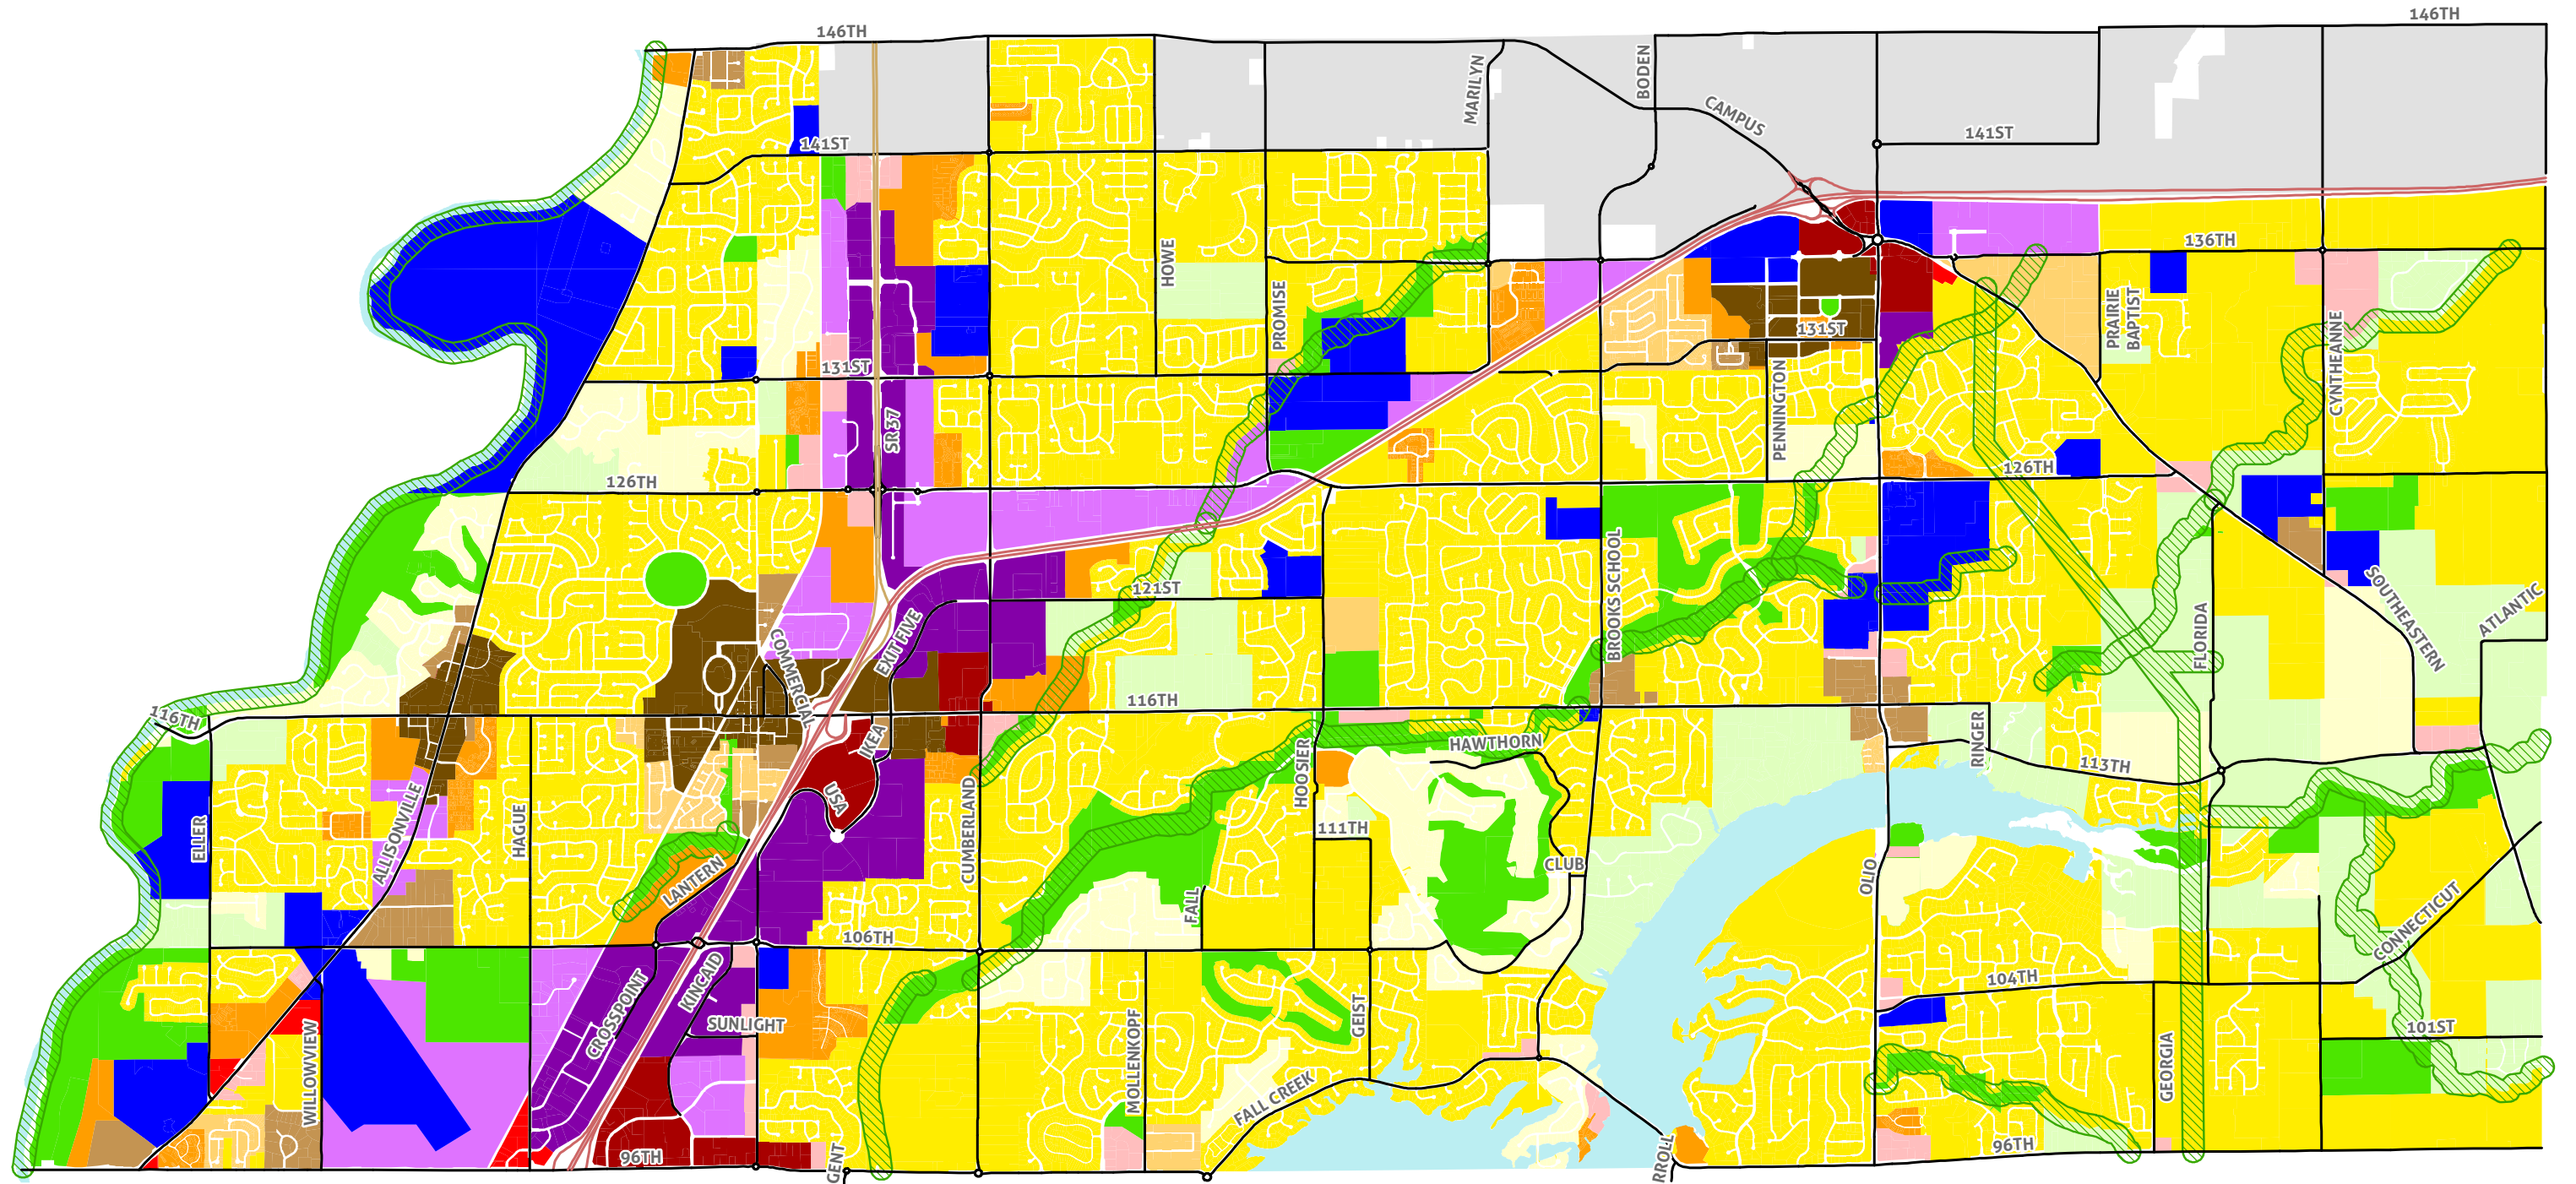 146TH
146TH
MARILYN
BODEN
CAMPUS
141ST
141ST
HOWE
136TH
PROMISE
PRAIRIE
BAPTIST
CYNTHEANNE
131ST
131ST
PENNINGTON
SR 37
126TH
126TH
121ST
BROOKS SCHOOL
SOUTHEASTERN
ATLANTIC
COMMERCIAL
EXIT FIVE
FLORIDA
116TH
116TH
IKEA
HAWTHORN
HOOSIER
RINGER
113TH
USA
ALLISONVILLE
ELLER
HAGUE
CUMBERLAND
111TH
CLUB
OLIO
LANTERN
FALL
CONNECTICUT
106TH
104TH
CROSSPOINT
KINCAID
SUNLIGHT
GEIST
101ST
WILLOWVIEW
MOLLENKOPF
FALL CREEK
GEORGIA
96TH
GENT
RROLL
96TH